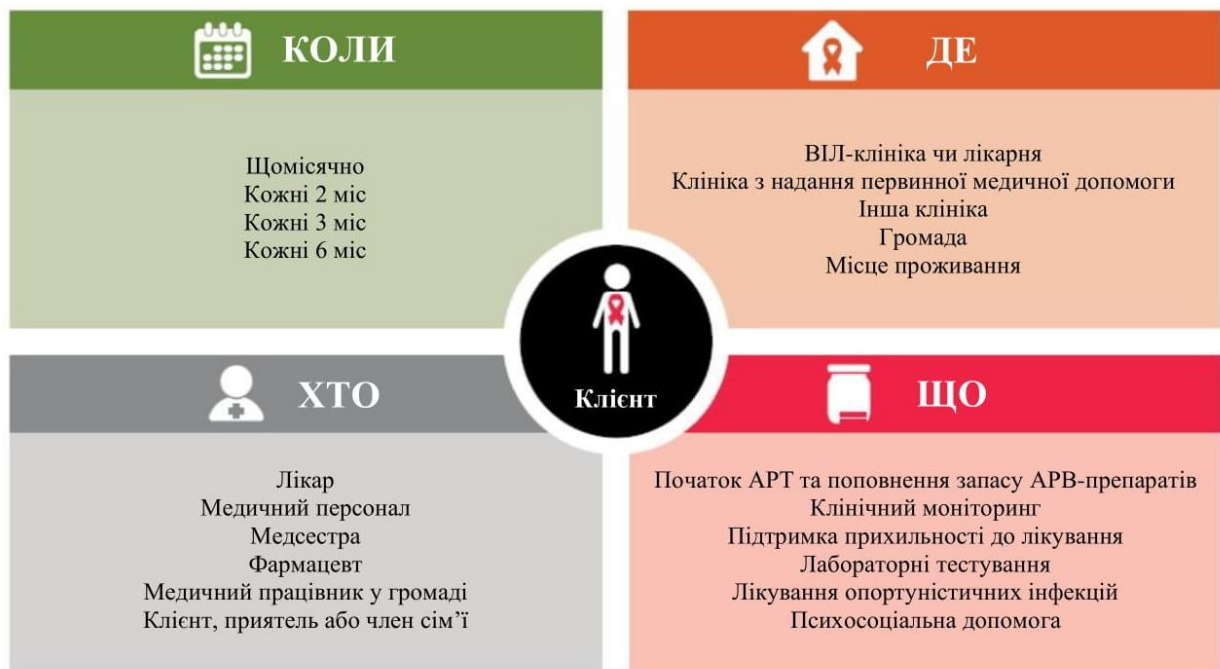 КОЛИ
Щомісячно
Кожні 2 міс
Кожні 3 міс
Кожні 6 міс
ДЕ
ВІЛ-клініка чи лікарня
Клініка з надання первинної медичної допомоги
Інша клініка
Громада
Місце проживання
Клієнт
ХТО
Лікар
Медичний персонал
Медсестра
Фармацевт
Медичний працівник у громаді
Клієнт, приятель або член сім’ї
ЩО
Початок АРТ та поповнення запасу АРВ-препаратів
Клінічний моніторинг
Підтримка прихильності до лікування
Лабораторні тестування
Лікування опортуністичних інфекцій
Психосоціальна допомога